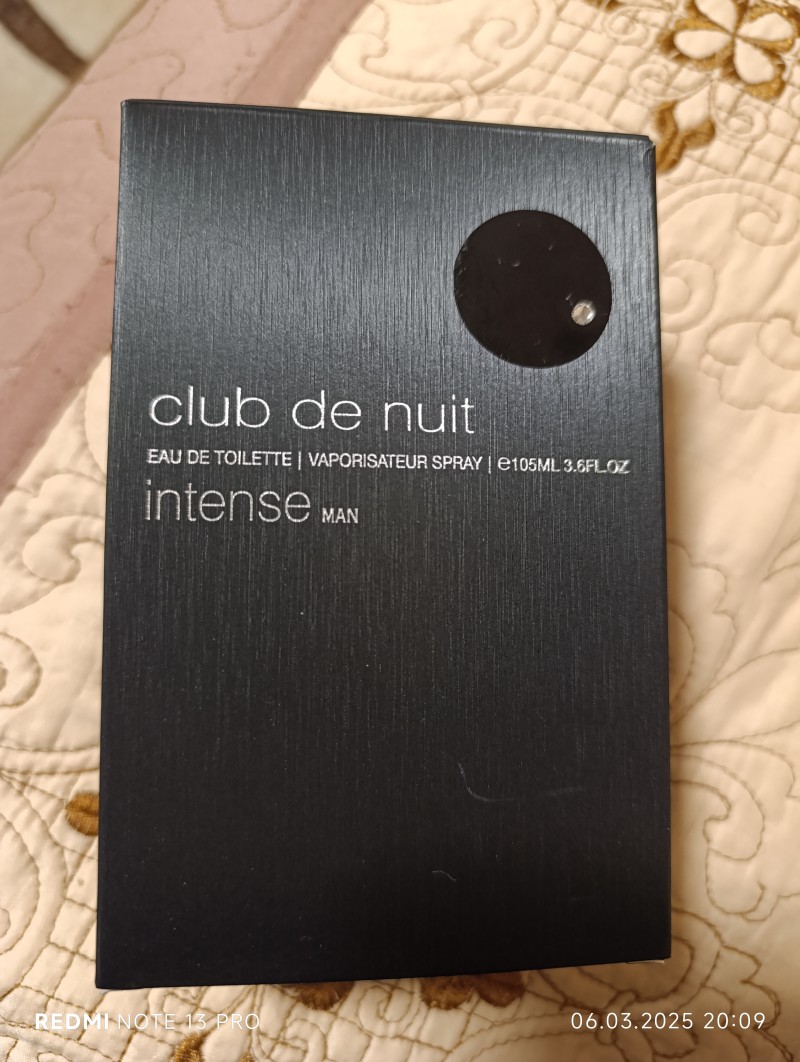 club de nuit
EAU DE TOILETTE | VAPORISATEUR SPRAY | ℮105ML 3.6FL.OZ
intense MAN
REDMI NOTE 13 PRO
06.03.2025 20:09